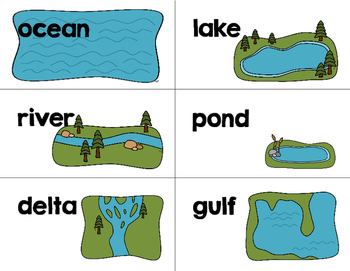 ocean
lake
river
pond
delta
gulf